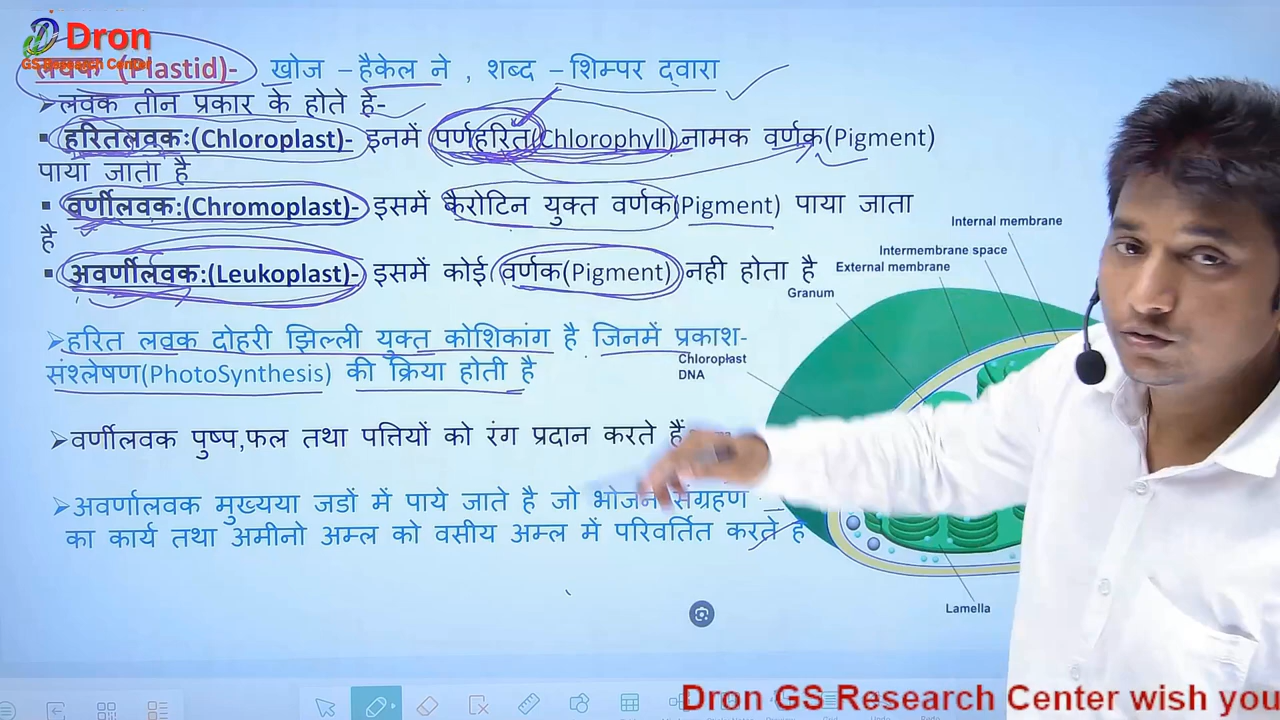 Dron
GS Research Center
लवक (Plastid)- खोज – हैकेल ने , शब्द – शिम्पर द्वारा
➤लवक तीन प्रकार के होते है-
▪ हरितलवकः(Chloroplast)- इनमें पर्णहरित(Chlorophyll) नामक वर्णक(Pigment)
पाया जाता है
▪ वर्णीलवक:(Chromoplast)- इसमें कैरोटिन युक्त वर्णक(Pigment) पाया जाता
है
▪ अवर्णीलवक:(Leukoplast)- इसमें कोई वर्णक(Pigment) नही होता है
➤हरित लवक दोहरी झिल्ली युक्त कोशिकांग है जिनमें प्रकाश-
संश्लेषण(PhotoSynthesis) की क्रिया होती है
➤वर्णीलवक पुष्प,फल तथा पत्तियों को रंग प्रदान करते हैं
➤अवर्णालवक मुख्यया जडों में पाये जाते है जो भोजन संग्रहण
का कार्य तथा अमीनो अम्ल को वसीय अम्ल में परिवर्तित करते है
Internal membrane
Intermembrane space
External membrane
Granum
Chloroplast
DNA
Lamella
Dron GS Research Center wish you